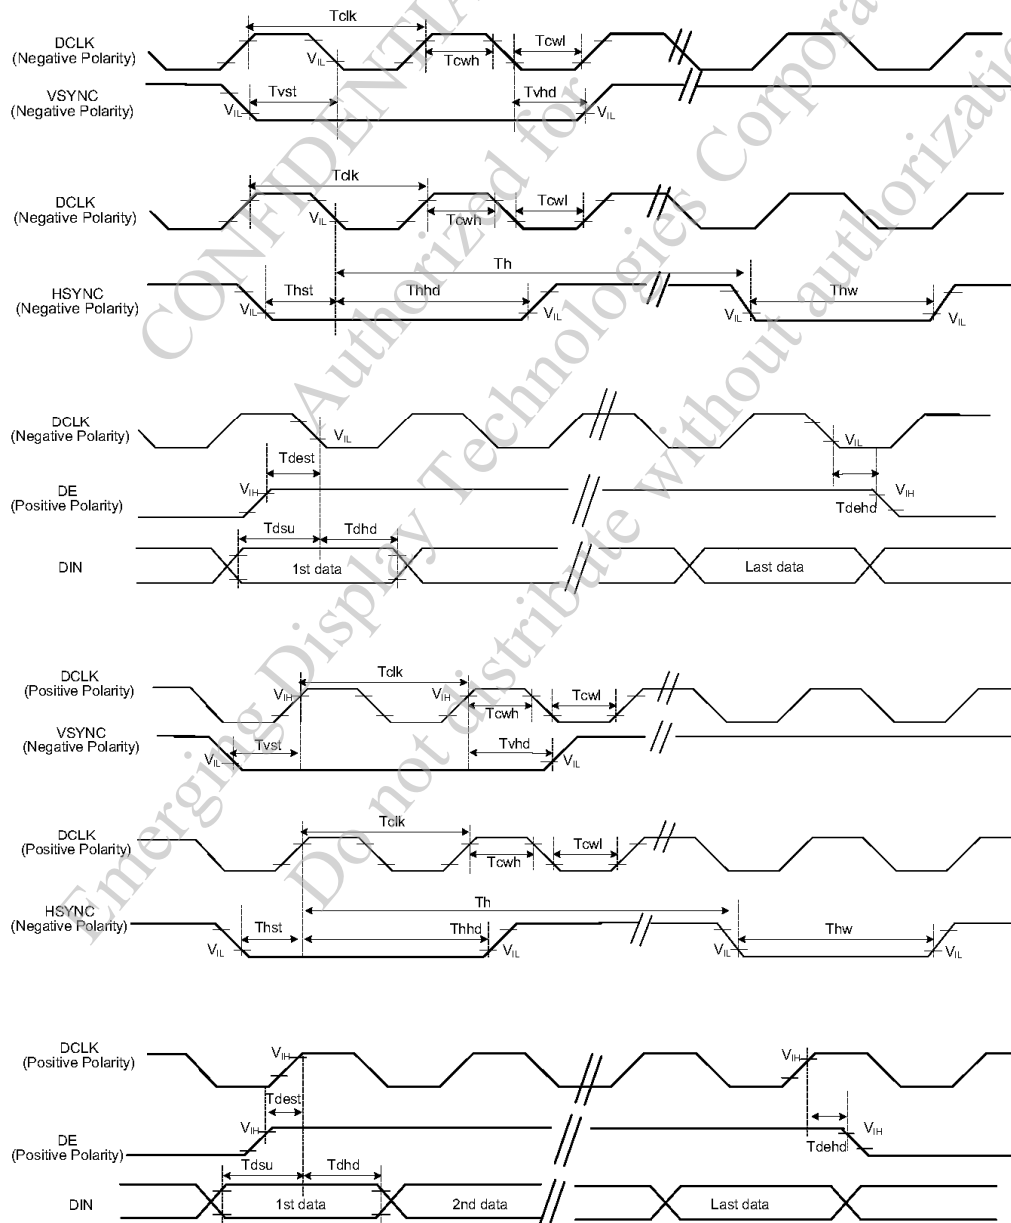 Tclk
DCLK
(Negative Polarity)
VIL
Tcwh
Tcwl
VSYNC
(Negative Polarity)
VIL
Tvst
Tvhd
VIL
Tclk
DCLK
(Negative Polarity)
VIL
Tcwh
Tcwl
Th
HSYNC
(Negative Polarity)
Thst
Thhd
Thw
VIL
VIL
VIL
VIL
DCLK
(Negative Polarity)
VIL
VIL
Tdest
DE
(Positive Polarity)
VIH
VIH
Tdehd
Tdsu
Tdhd
DIN
1st data
Last data
DCLK
(Positive Polarity)
Tclk
VIH
VIH
Tcwh
Tcwl
VSYNC
(Negative Polarity)
VIL
Tvst
Tvhd
VIL
DCLK
(Positive Polarity)
Tclk
Tcwh
Tcwl
Th
HSYNC
(Negative Polarity)
Thst
Thhd
Thw
VIL
VIL
VIL
VIL
DCLK
(Positive Polarity)
VIH
VIH
Tdest
DE
(Positive Polarity)
VIH
VIH
Tdehd
Tdsu
Tdhd
DIN
1st data
2nd data
Last data
CONFIDENTIA
Authorized for
Emerging Display Technologies Corpora
Do not distribute without authorizatio